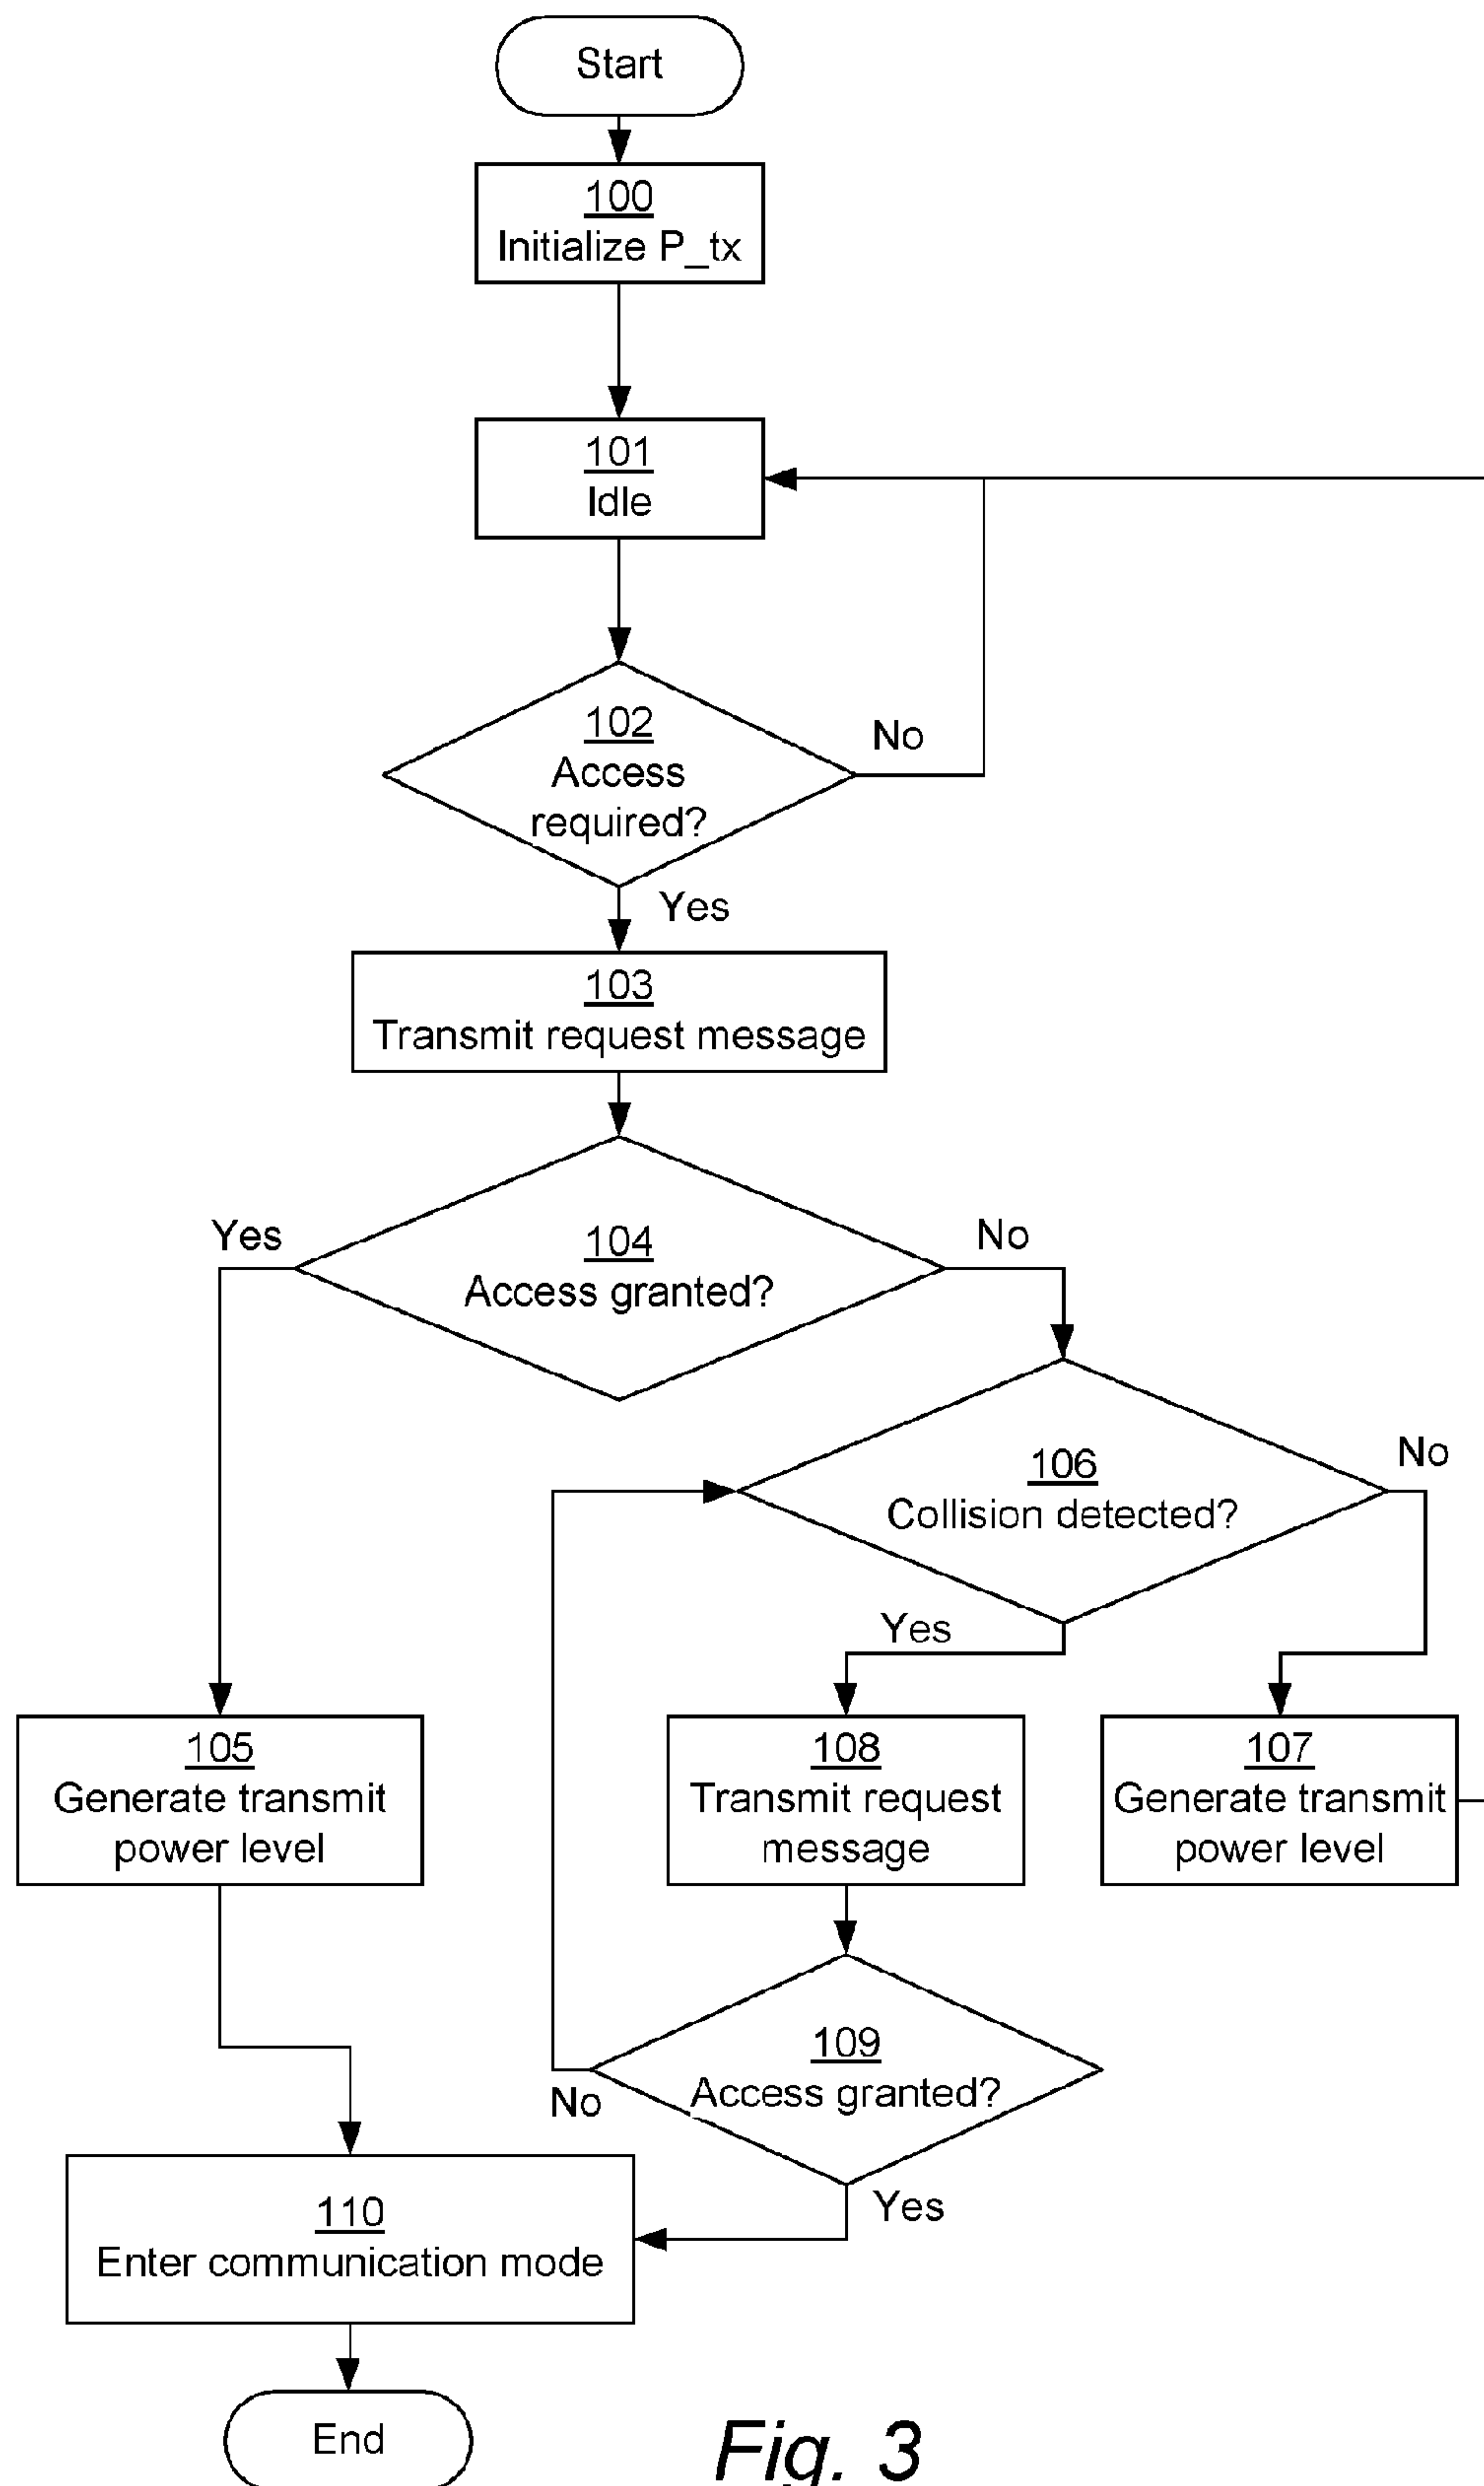 Start
100
Initialize P_tx
101
Idle
102
Access
required?
No
Yes
103
Transmit request message
104
Access granted?
Yes
No
106
Collision detected?
No
Yes
105
Generate transmit
power level
108
Transmit request
message
107
Generate transmit
power level
109
Access granted?
No
Yes
110
Enter communication mode
End
Fig. 3